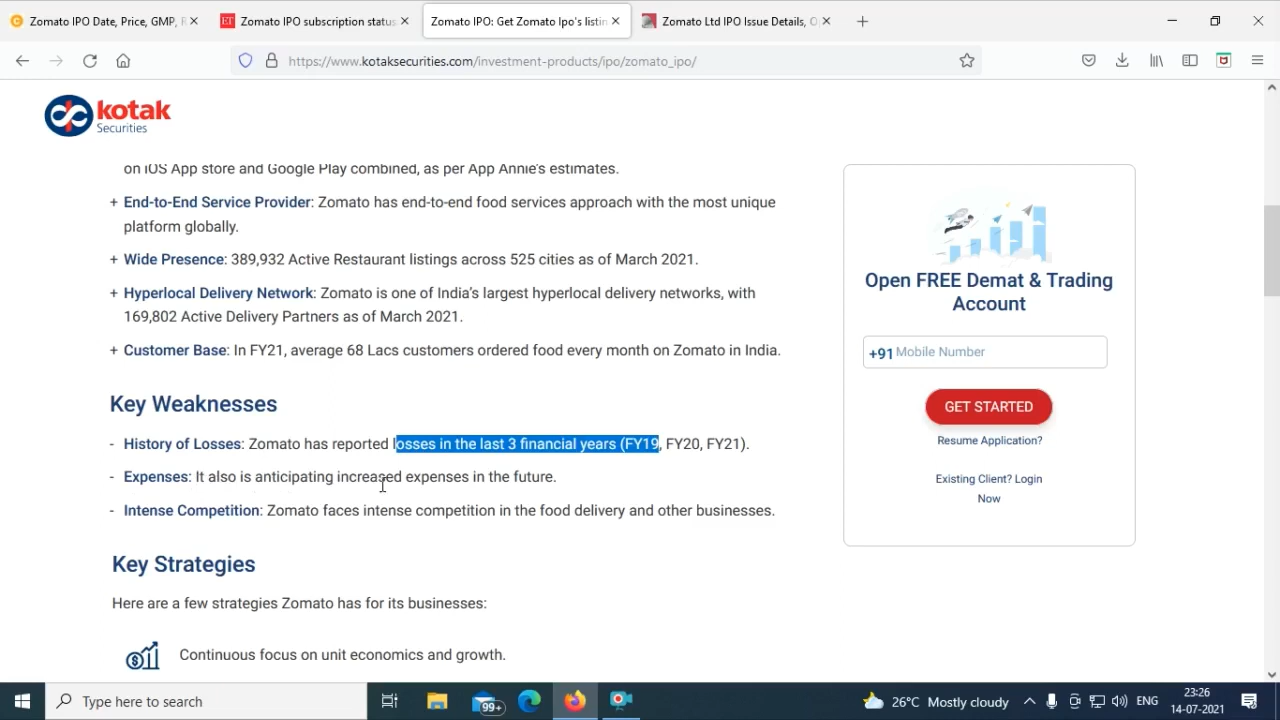 Zomato IPO Date, Price, GMP, R
Zomato IPO subscription status
Zomato IPO: Get Zomato Ipo's listin
Zomato Ltd IPO Issue Details, O
https://www.kotaksecurities.com/investment-products/ipo/zomato_ipo/
kotak
Securities
on iOS App store and Google Play combined, as per App Annie's estimates.
+ End-to-End Service Provider: Zomato has end-to-end food services approach with the most unique
platform globally.
+ Wide Presence: 389,932 Active Restaurant listings across 525 cities as of March 2021.
+ Hyperlocal Delivery Network: Zomato is one of India's largest hyperlocal delivery networks, with
169,802 Active Delivery Partners as of March 2021.
+ Customer Base: In FY21, average 68 Lacs customers ordered food every month on Zomato in India.
Key Weaknesses
- History of Losses: Zomato has reported losses in the last 3 financial years (FY19, FY20, FY21).
- Expenses: It also is anticipating increased expenses in the future.
- Intense Competition: Zomato faces intense competition in the food delivery and other businesses.
Key Strategies
Here are a few strategies Zomato has for its businesses:
Continuous focus on unit economics and growth.
Open FREE Demat & Trading
Account
+91 Mobile Number
GET STARTED
Resume Application?
Existing Client? Login
Now
Type here to search
99+
26°C Mostly cloudy
ENG
23:26
14-07-2021